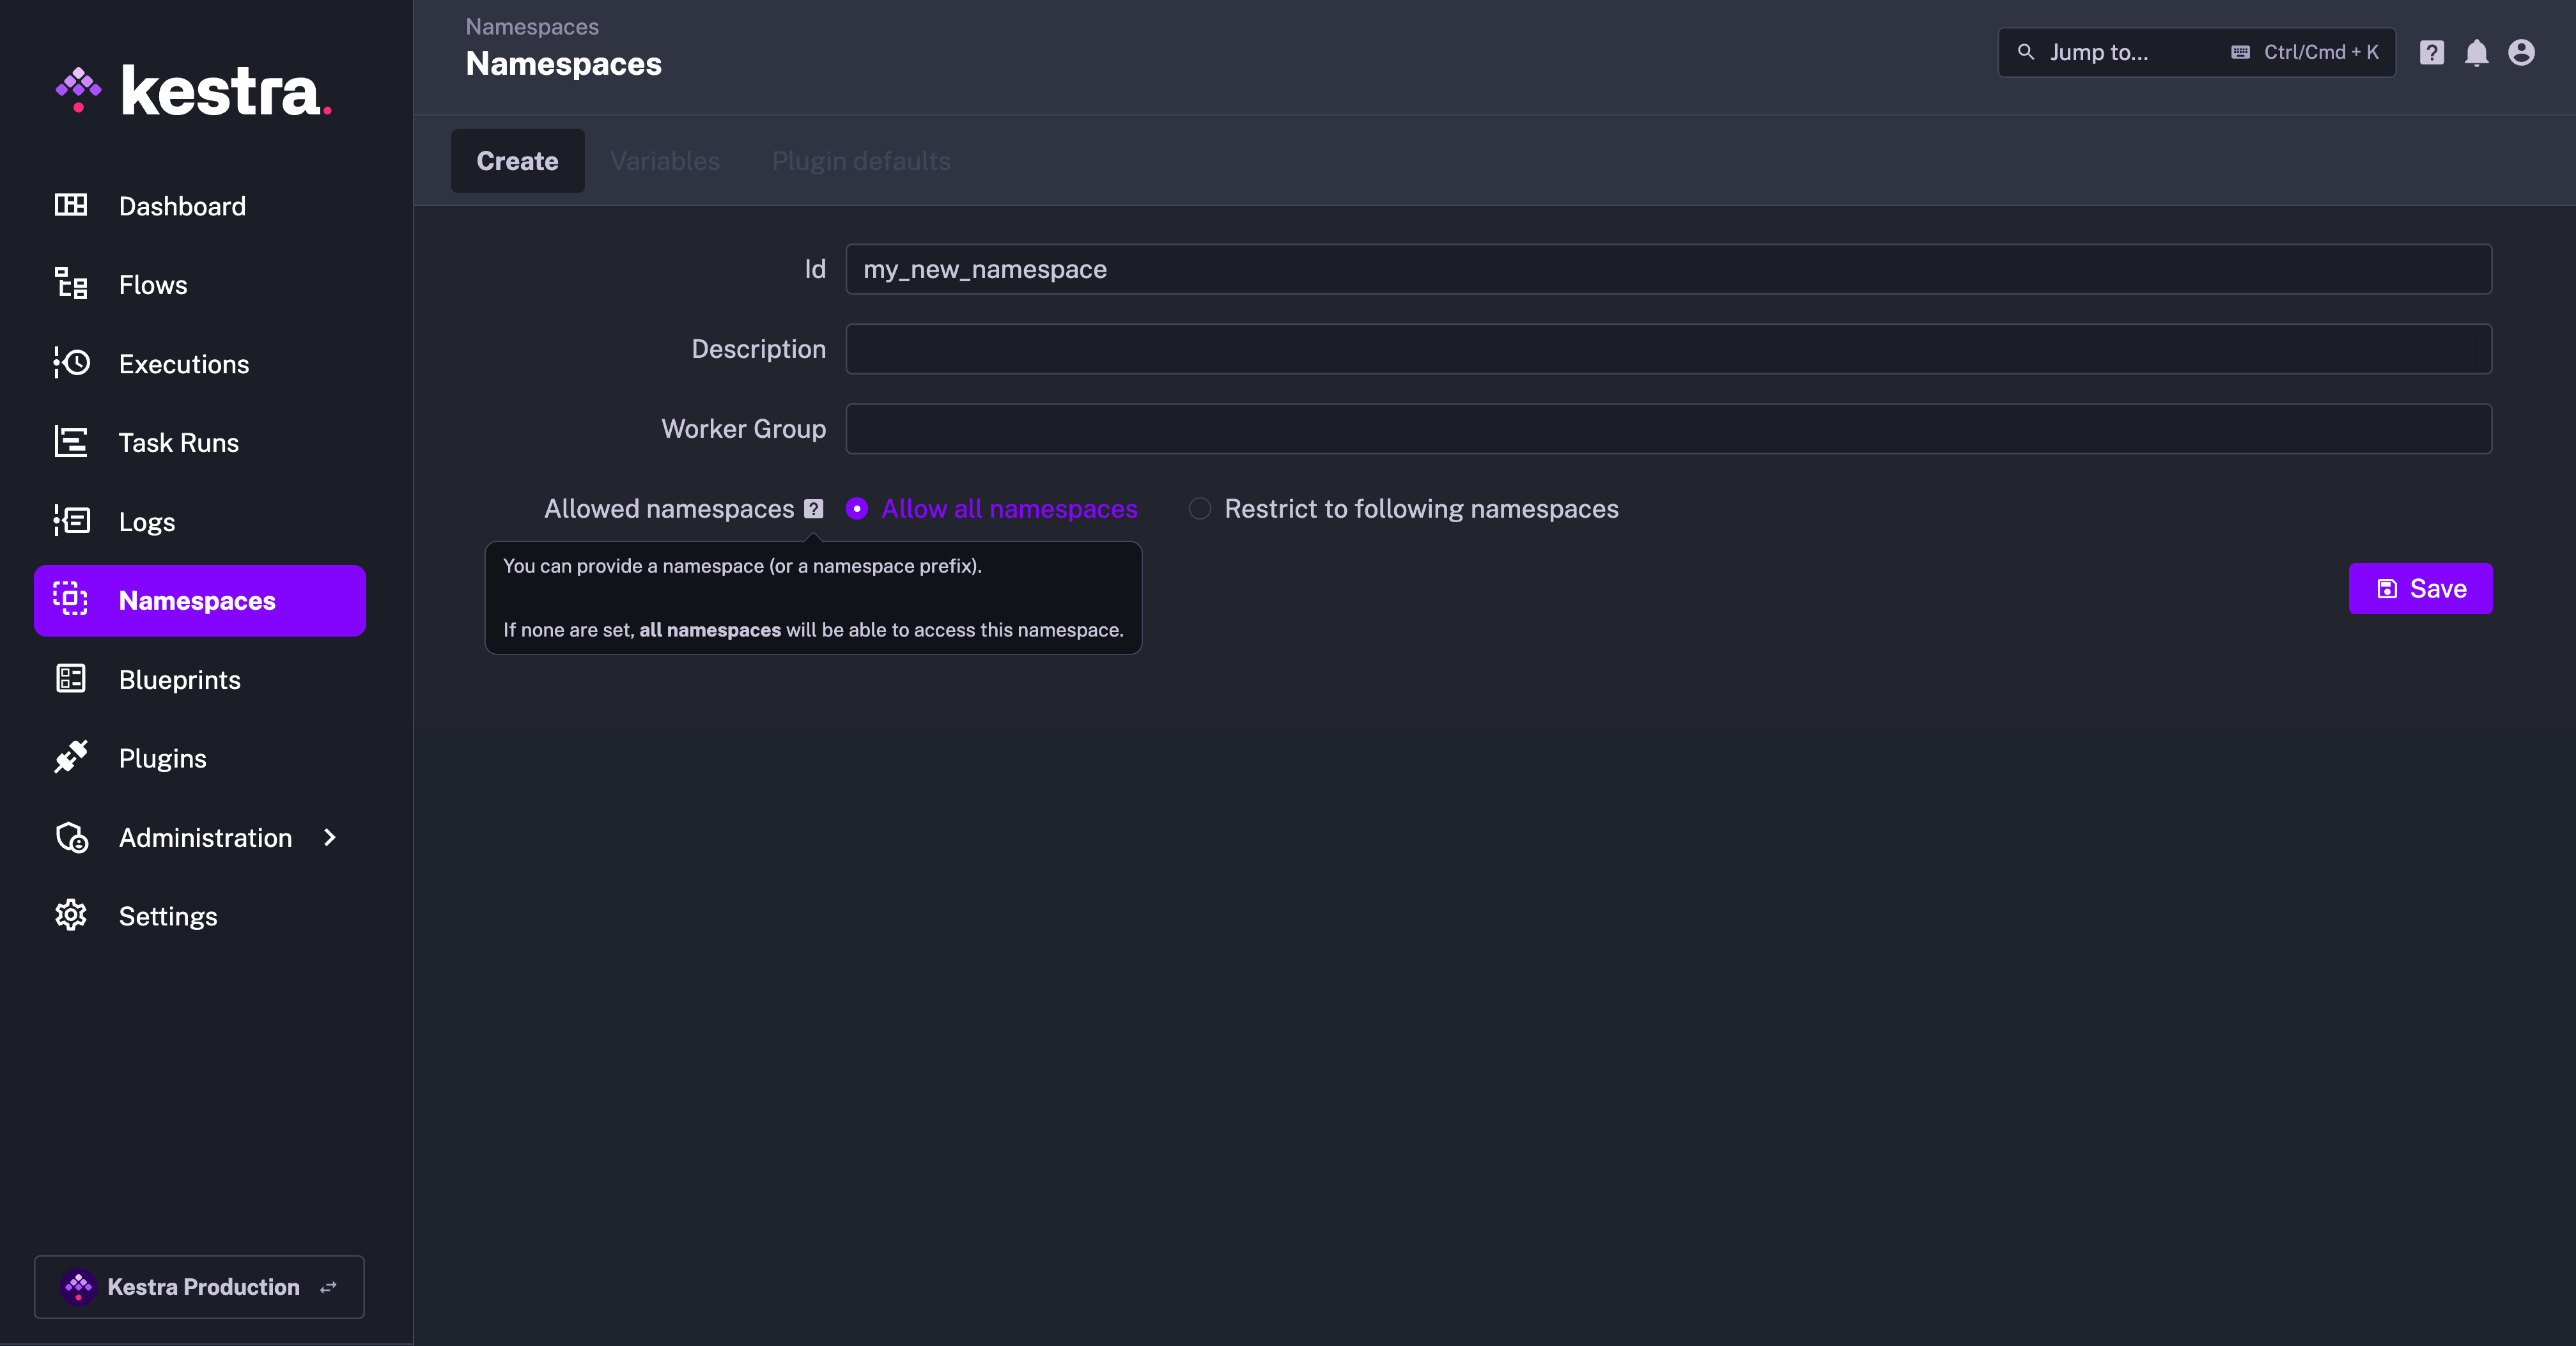 kestra.
Dashboard
Flows
Executions
Task Runs
Logs
Namespaces
Blueprints
Plugins
Administration
Settings
Kestra Production
Namespaces
Namespaces
Jump to...
Ctrl/Cmd + K
Create
Variables
Plugin defaults
Id
my_new_namespace
Description
Worker Group
Allowed namespaces ?
Allow all namespaces
Restrict to following namespaces
You can provide a namespace (or a namespace prefix).
If none are set, all namespaces will be able to access this namespace.
Save